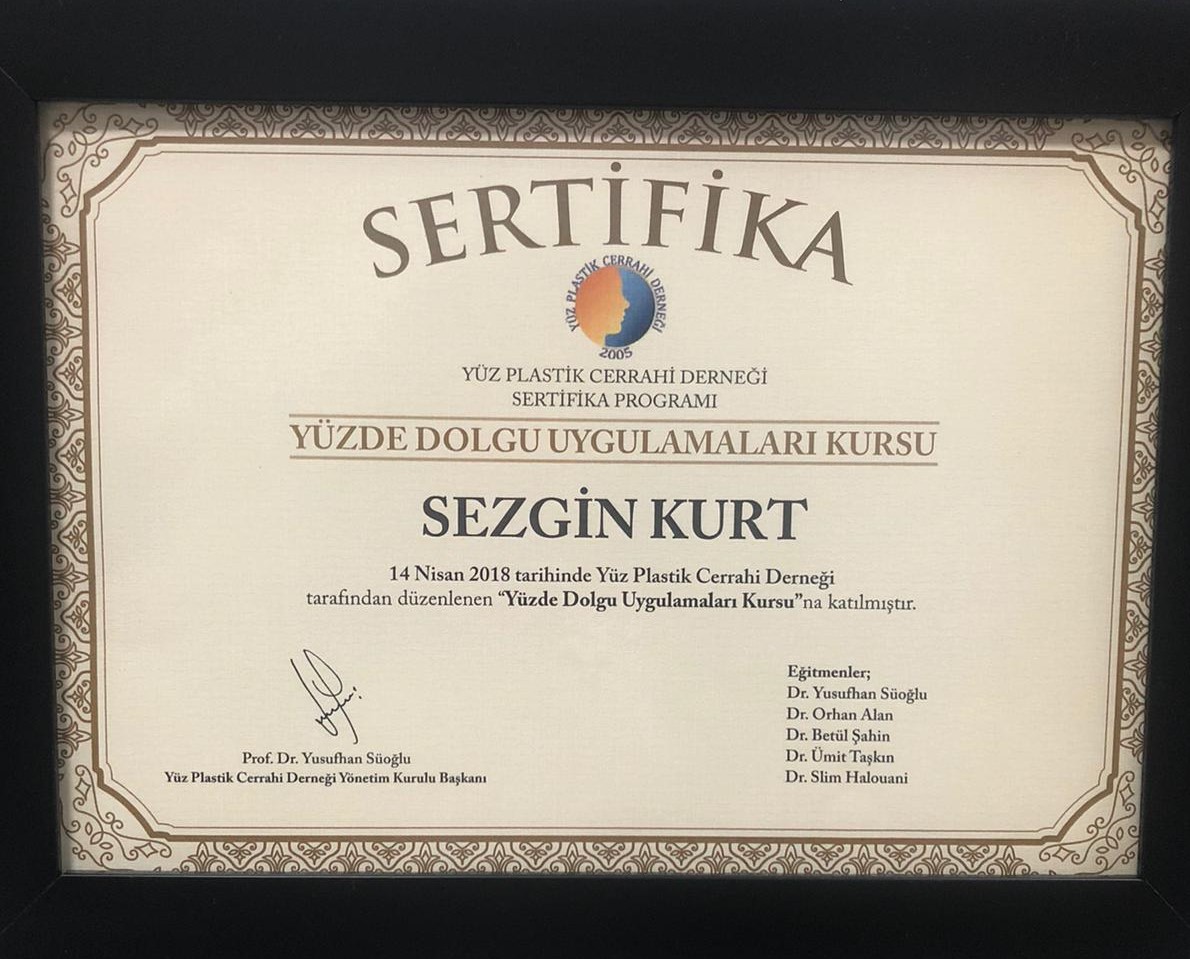 SERTİFİKA
YÜZ PLASTİK CERRAHİ DERNEĞİ
2005
YÜZ PLASTİK CERRAHİ DERNEĞİ
SERTİFİKA PROGRAMI
YÜZDE DOLGU UYGULAMALARI KURSU
SEZGİN KURT
14 Nisan 2018 tarihinde Yüz Plastik Cerrahi Derneği
tarafından düzenlenen “Yüzde Dolgu Uygulamaları Kursu”na katılmıştır.
Prof. Dr. Yusufhan Süoğlu
Yüz Plastik Cerrahi Derneği Yönetim Kurulu Başkanı
Eğitmenler;
Dr. Yusufhan Süoğlu
Dr. Orhan Alan
Dr. Betül Şahin
Dr. Ümit Taşkın
Dr. Slim Halouani